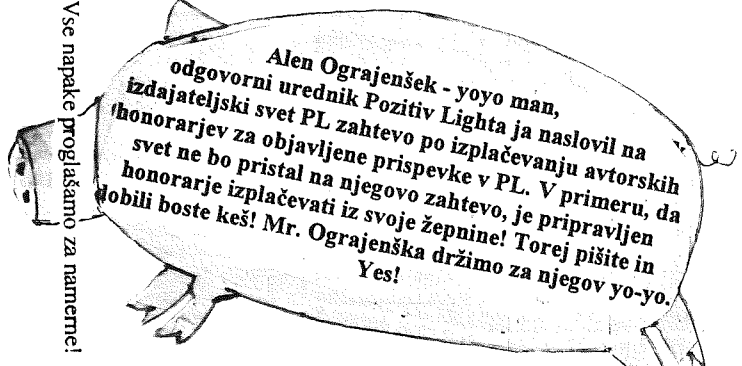 Alen Ograjenšek - yoyo man,
odgovorni urednik Pozitiv Lighta ja naslovil na
izdajateljski svet PL zahtevo po izplačevanju avtorskih
honorarjev za objavljene prispevke v PL. V primeru, da
svet ne bo pristal na njegovo zahtevo, je pripravljen
honorarje izplačevati iz svoje žepnine! Torej pišite in
dobili boste keš! Mr. Ograjenška držimo za njegov yo-yo.
Yes!
Vse napake proglašamo za namerne!